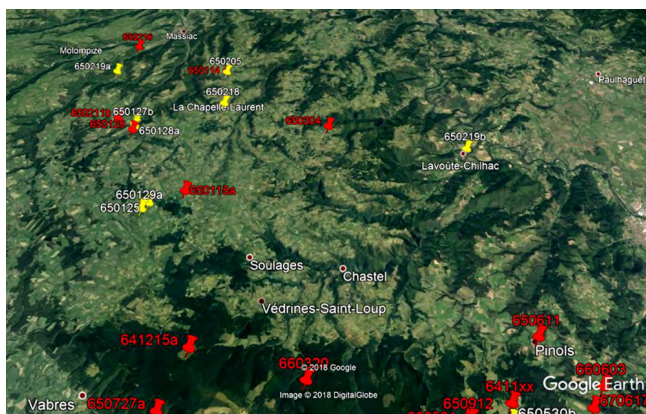 Massiac
Molompize
650219a
650205
650218
La Chapelle-Laurent
650127b
650128a
650204
Paulhaguet
650219b
Lavoûte-Chilhac
650129a
650125
650115a
Soulages
Chastel
Védrines-Saint-Loup
641215a
650611
Pinols
660320
© 2018 Google
660603
Google Earth
Image © 2018 DigitalGlobe
6411xx
Vabres
650727a
650912
650530b
670617